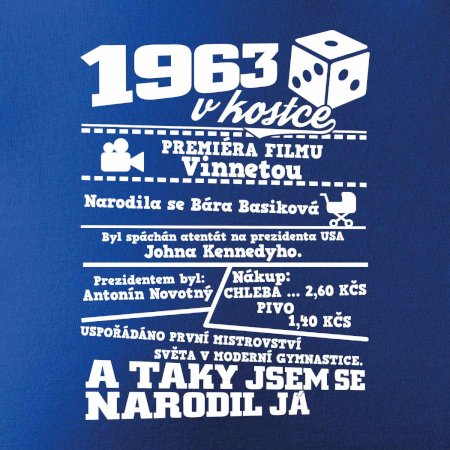 1963
v kostce
PREMIÉRA FILMU
Vinnetou
Narodila se Bára Basiková
Byl spáchán atentát na prezidenta USA
Johna Kennedyho.
Prezidentem byl:
Antonín Novotný
Nákup:
CHLEBA ... 2,60 KČS
PIVO
1,40 KČS
USPOŘÁDÁNO PRVNÍ MISTROVSTVÍ
SVĚTA V MODERNÍ GYMNASTICE.
A TAKY JSEM SE
NARODIL JÁ